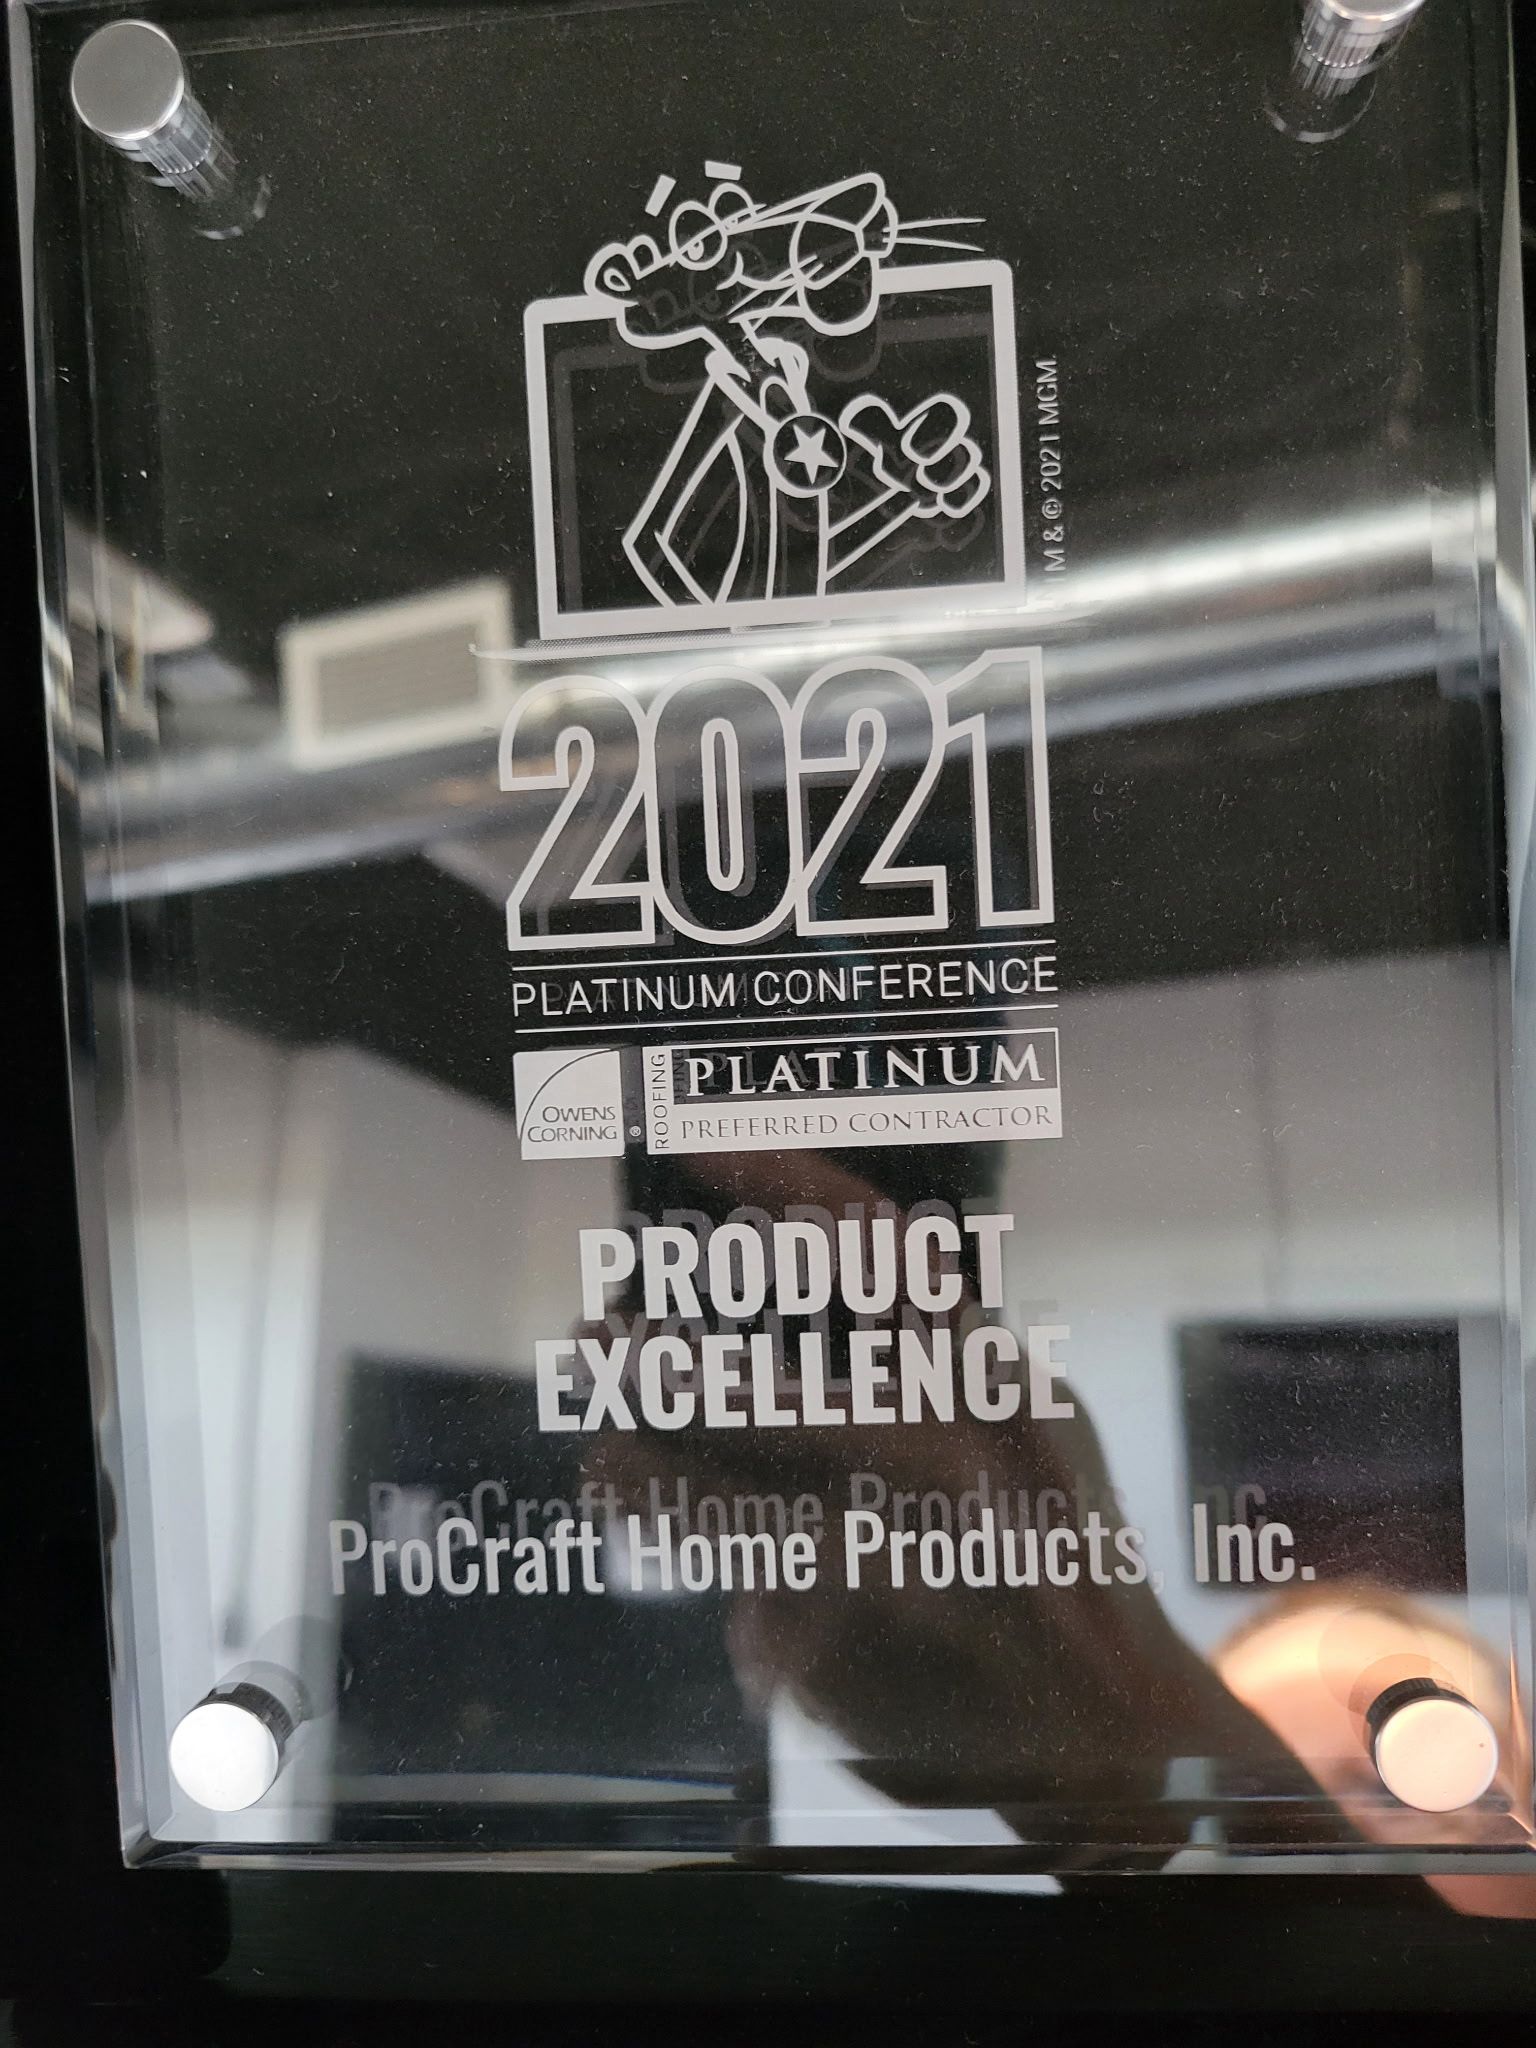 TM & © 2021 MGM.
2021
PLATINUM CONFERENCE
OWENS
CORNING ®
ROOFING
PLATINUM
PREFERRED CONTRACTOR
PRODUCT
EXCELLENCE
ProCraft Home Products, Inc.